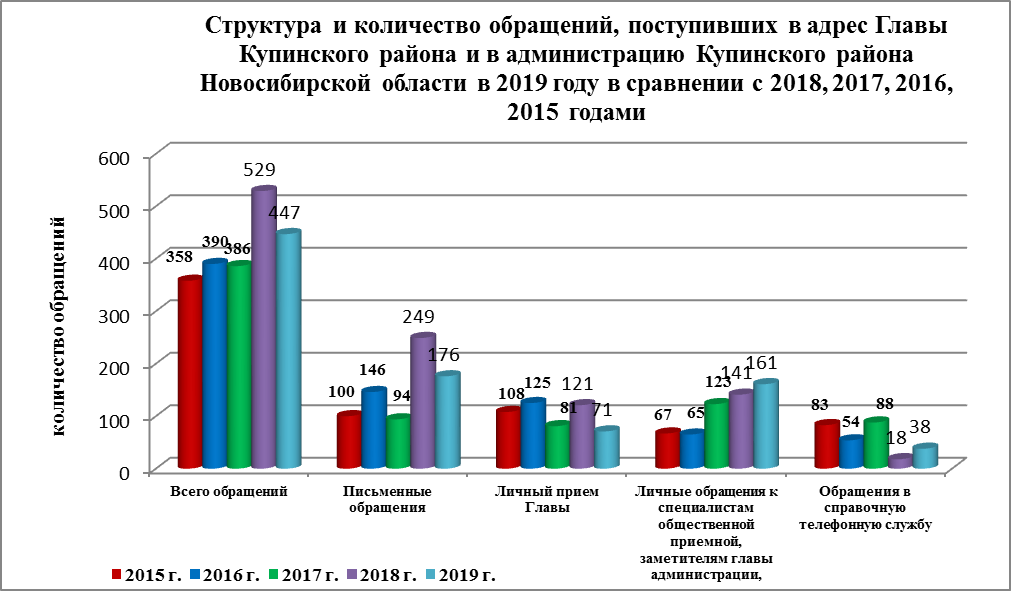 Структура и количество обращений, поступивших в адрес Главы
Купинского района и в администрацию Купинского района
Новосибирской области в 2019 году в сравнении с 2018, 2017, 2016,
2015 годами
количество обращений
600
500
400
300
200
100
0
358
390
386
529
447
100
146
94
249
176
108
125
81
121
71
67
65
123
141
161
83
54
88
18
38
Всего обращений
Письменные
обращения
Личный прием
Главы
Личные обращения к
специалистам
общественной
приемной,
заметителям главы
администрации,
Обращения в
справочную
телефонную службу
2015 г. 2016 г. 2017 г. 2018 г. 2019 г.